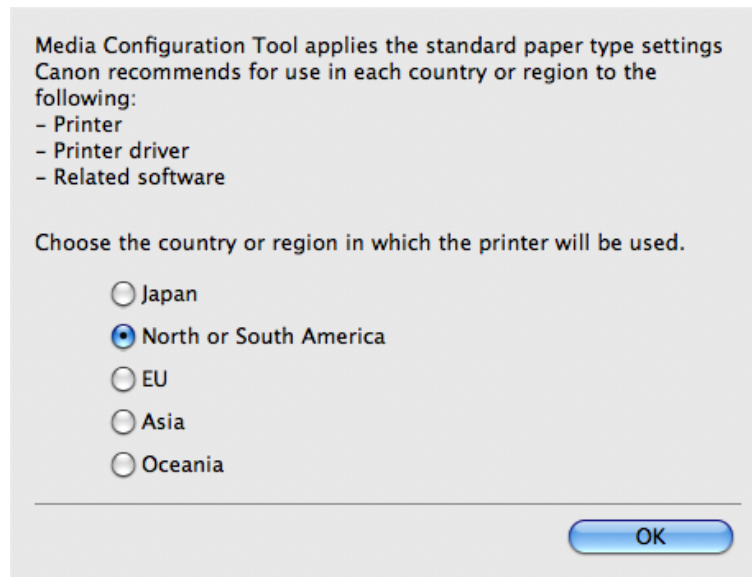 Media Configuration Tool applies the standard paper type settings
Canon recommends for use in each country or region to the
following:
– Printer
– Printer driver
– Related software
Choose the country or region in which the printer will be used.
Japan
North or South America
EU
Asia
Oceania
OK